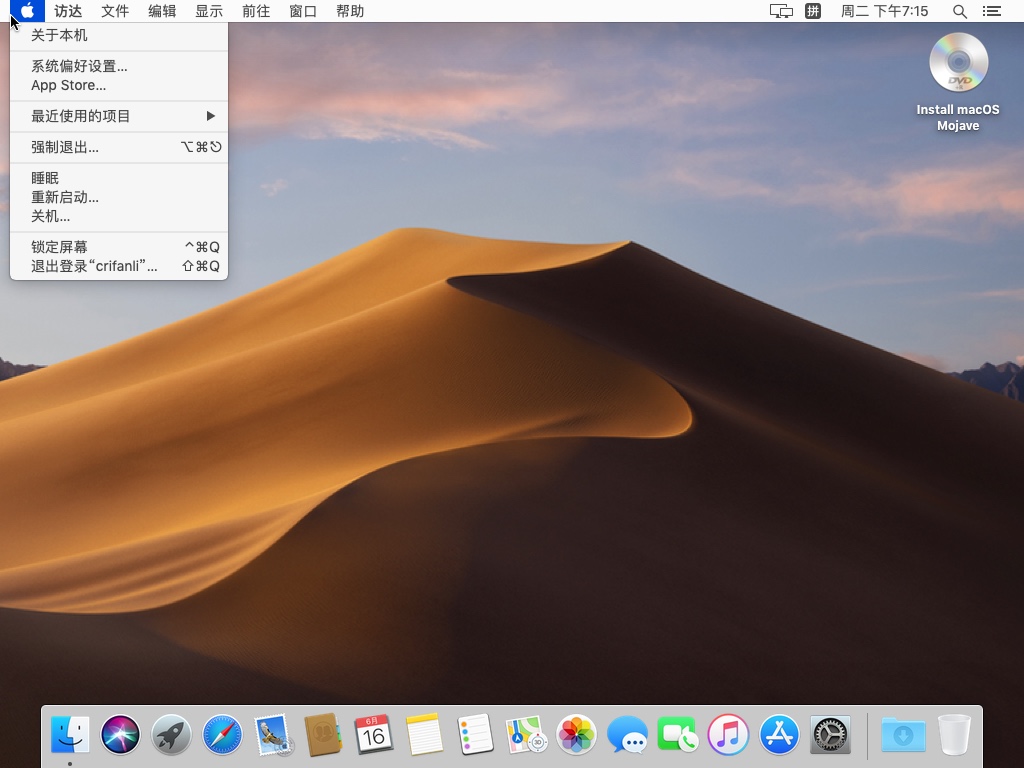 访达 文件 编辑 显示 前往 窗口 帮助 拼 周二 下午7:15
关于本机
系统偏好设置...
App Store...
最近使用的项目 ▶
强制退出... ⌥⌘⎋
睡眠
重新启动...
关机...
锁定屏幕 ^⌘Q
退出登录“crifanli”... ⇧⌘Q
DVD
Install macOS
Mojave
6月
16